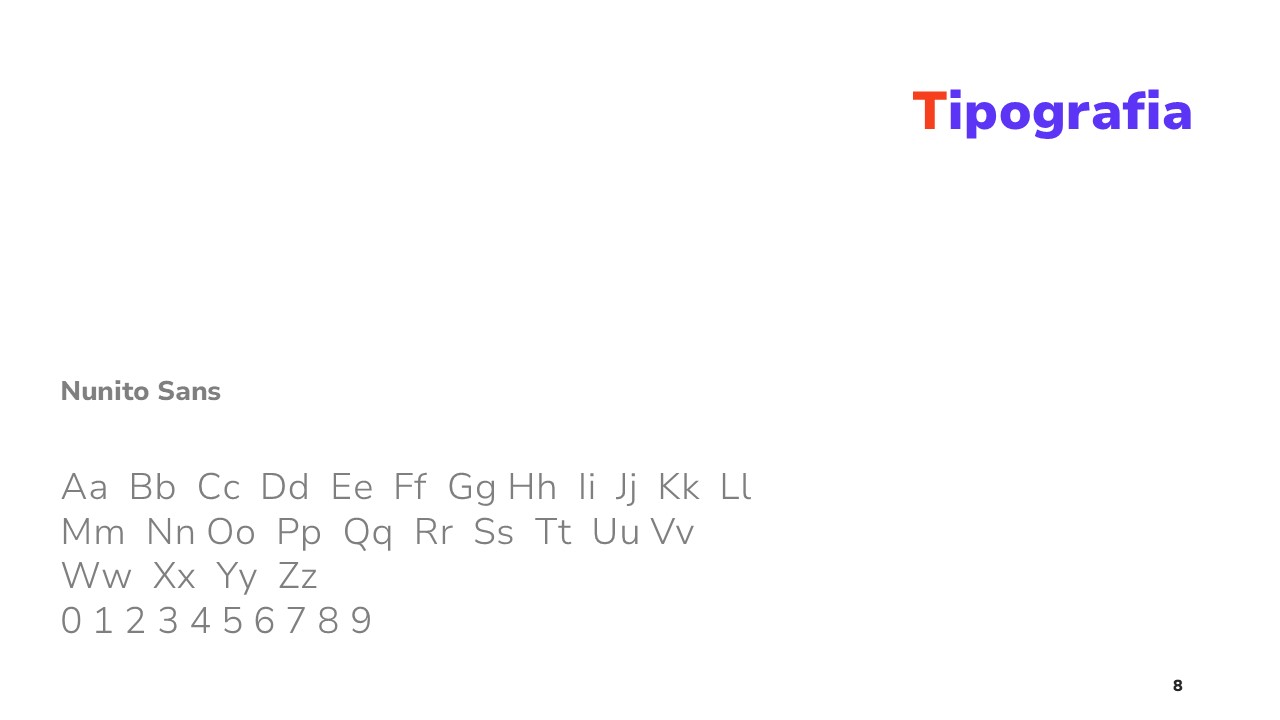 Tipografia
Nunito Sans
Aa Bb Cc Dd Ee Ff Gg Hh Ii Jj Kk Ll
Mm Nn Oo Pp Qq Rr Ss Tt Uu Vv
Ww Xx Yy Zz
0 1 2 3 4 5 6 7 8 9
8